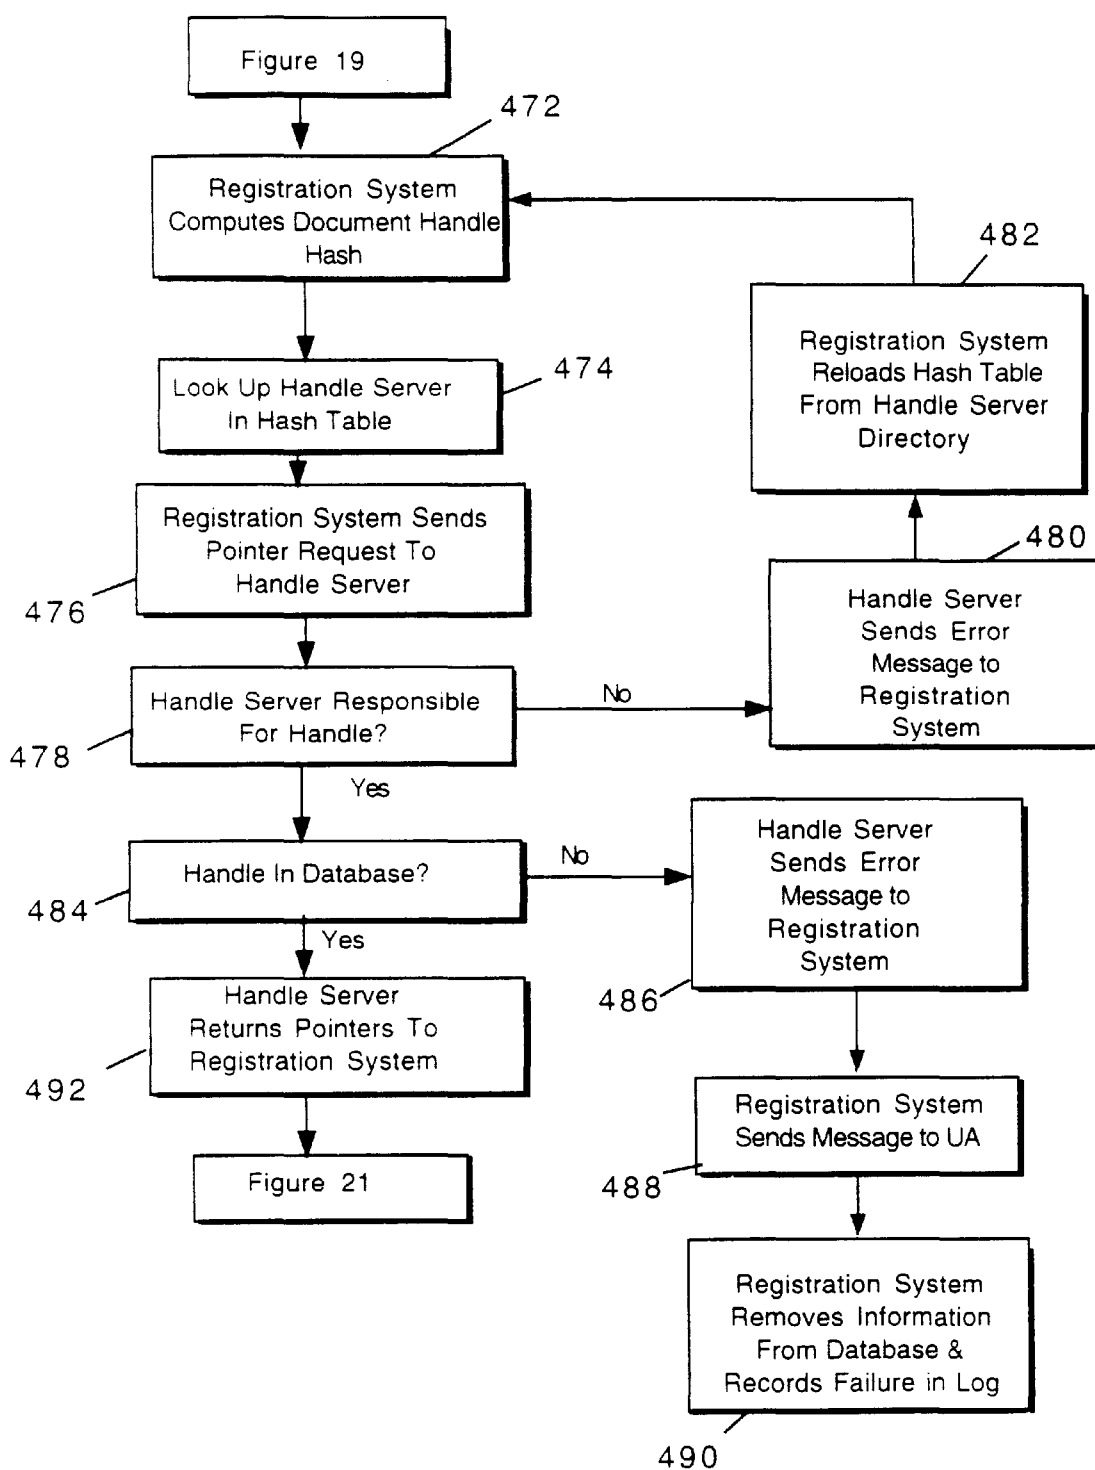 Figure 19
472
Registration System
Computes Document Handle
Hash
482
Registration System
Reloads Hash Table
From Handle Server
Directory
474
Look Up Handle Server
In Hash Table
Registration System Sends
Pointer Request To
Handle Server
476
480
Handle Server
Sends Error
Message to
Registration
System
Handle Server Responsible
For Handle?
478
No
Yes
Handle In Database?
484
No
Yes
Handle Server
Sends Error
Message to
Registration
System
486
Handle Server
Returns Pointers To
Registration System
492
Registration System
Sends Message to UA
488
Figure 21
Registration System
Removes Information
From Database &
Records Failure in Log
490